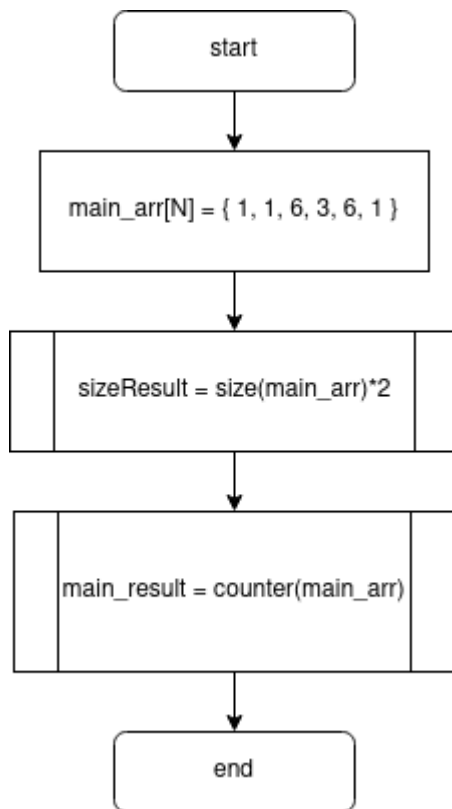 start
main_arr[N] = { 1, 1, 6, 3, 6, 1 }
sizeResult = size(main_arr)*2
main_result = counter(main_arr)
end